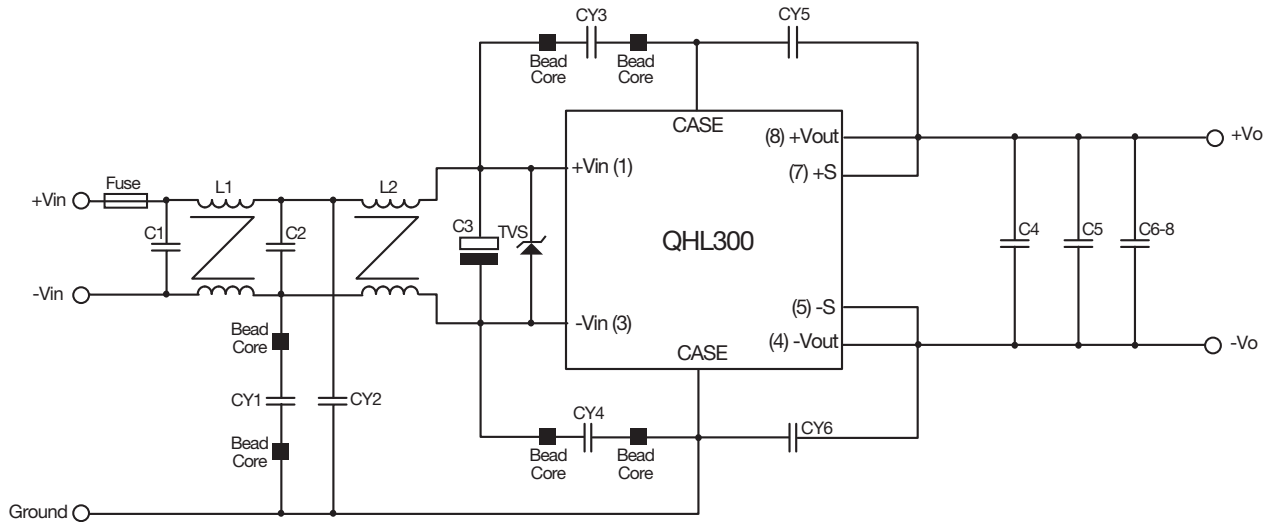 CY3
CY5
Bead
Core
Bead
Core
CASE
(8) +Vout
+Vo
+Vin (1)
(7) +S
Fuse
L1
L2
+Vin
C1
C2
C3
TVS
QHL300
C4
C5
C6-8
-Vin
(5) -S
-Vin (3)
Bead
Core
CASE
(4) -Vout
-Vo
CY1
CY2
CY4
CY6
Bead
Core
Bead
Core
Bead
Core
Ground